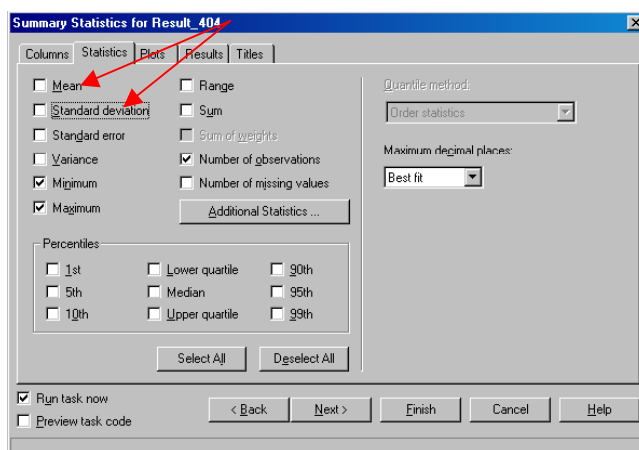 Summary Statistics for Result_404
Columns Statistics Plots Results Titles
Mean
Standard deviation
Standard error
Variance
Minimum
Maximum
Range
Sum
Sum of weights
Number of observations
Number of missing values
Additional Statistics ...
Quantile method:
Order statistics
Maximum decimal places:
Best fit
Percentiles
1st
5th
10th
Lower quartile
Median
Upper quartile
90th
95th
99th
Select All Deselect All
Run task now
Preview task code
< Back Next > Finish Cancel Help